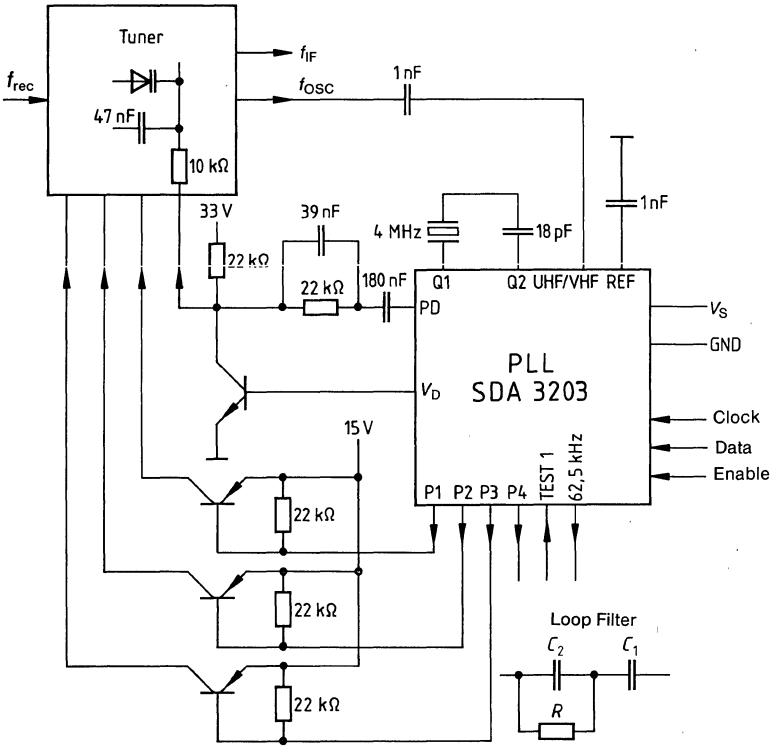 Tuner
f_IF
f_rec
f_OSC
1 nF
47 nF
10 kΩ
33 V
39 nF
4 MHz
18 pF
1 nF
22 kΩ
22 kΩ
180 nF
Q1
Q2
UHF/VHF
REF
PD
V_S
PLL
GND
SDA 3203
V_D
Clock
15 V
Data
TEST 1
62,5 kHz
Enable
P1
P2
P3
P4
22 kΩ
22 kΩ
Loop Filter
C_2
C_1
22 kΩ
R